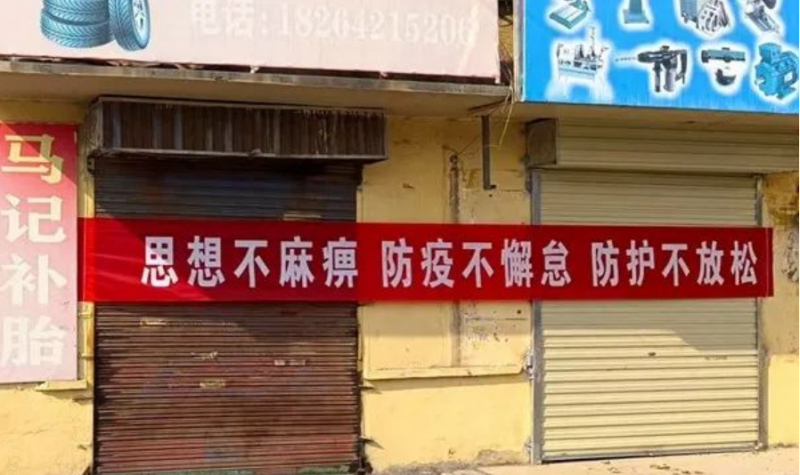 电话:18264215206
马记补胎
思想不麻痹 防疫不懈怠 防护不放松